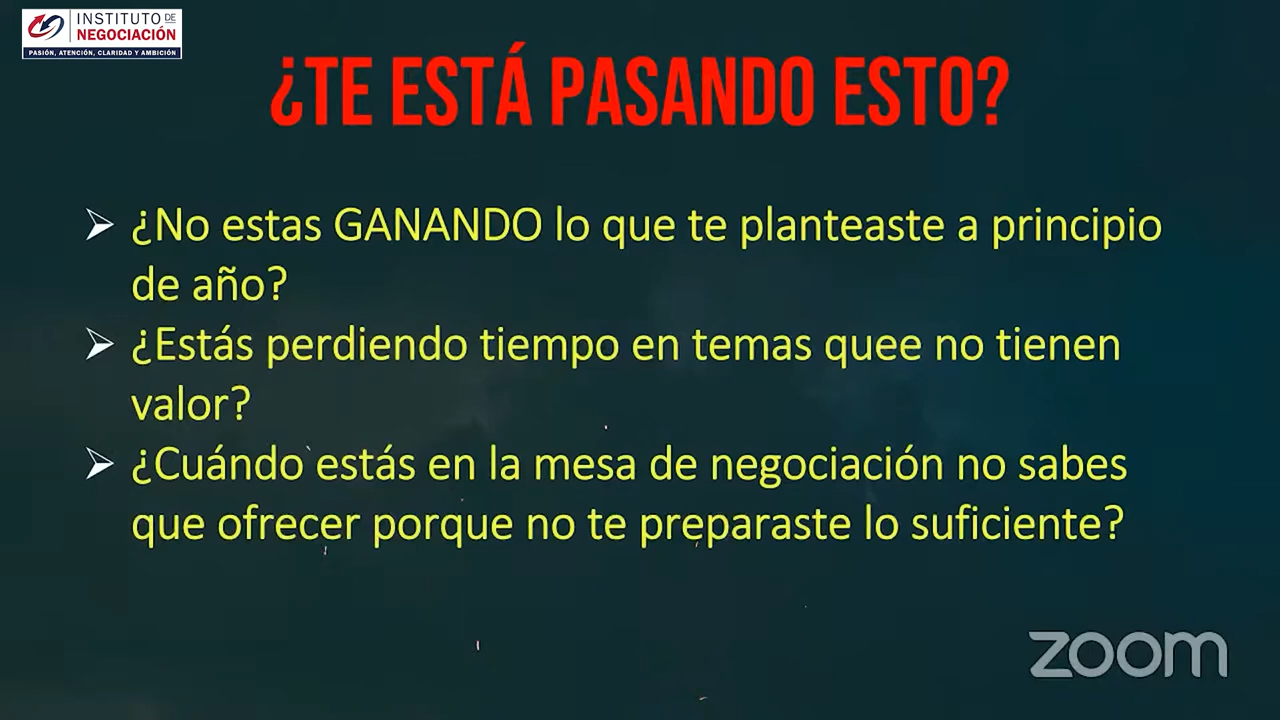 INSTITUTO DE
NEGOCIACIÓN
PASIÓN, ATENCIÓN, CLARIDAD Y AMBICIÓN
¿TE ESTÁ PASANDO ESTO?
¿No estas GANANDO lo que te planteaste a principio
de año?
¿Estás perdiendo tiempo en temas quee no tienen
valor?
¿Cuándo estás en la mesa de negociación no sabes
que ofrecer porque no te preparaste lo suficiente?
zoom